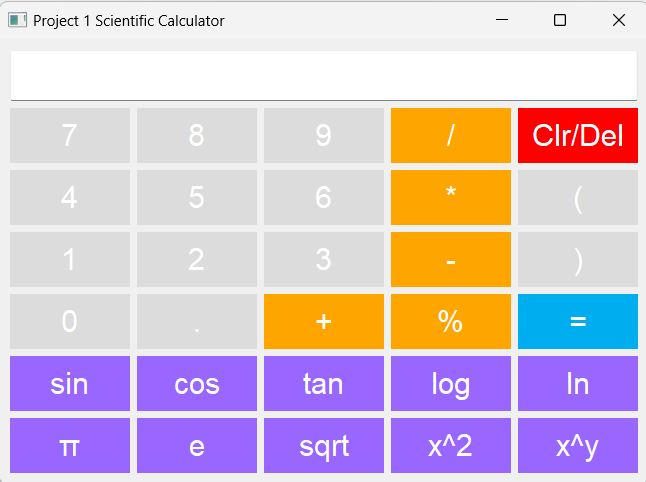 Project 1 Scientific Calculator
7 8 9 / Clr/Del
4 5 6 * (
1 2 3 - )
0 . + % =
sin cos tan log ln
π e sqrt x^2 x^y